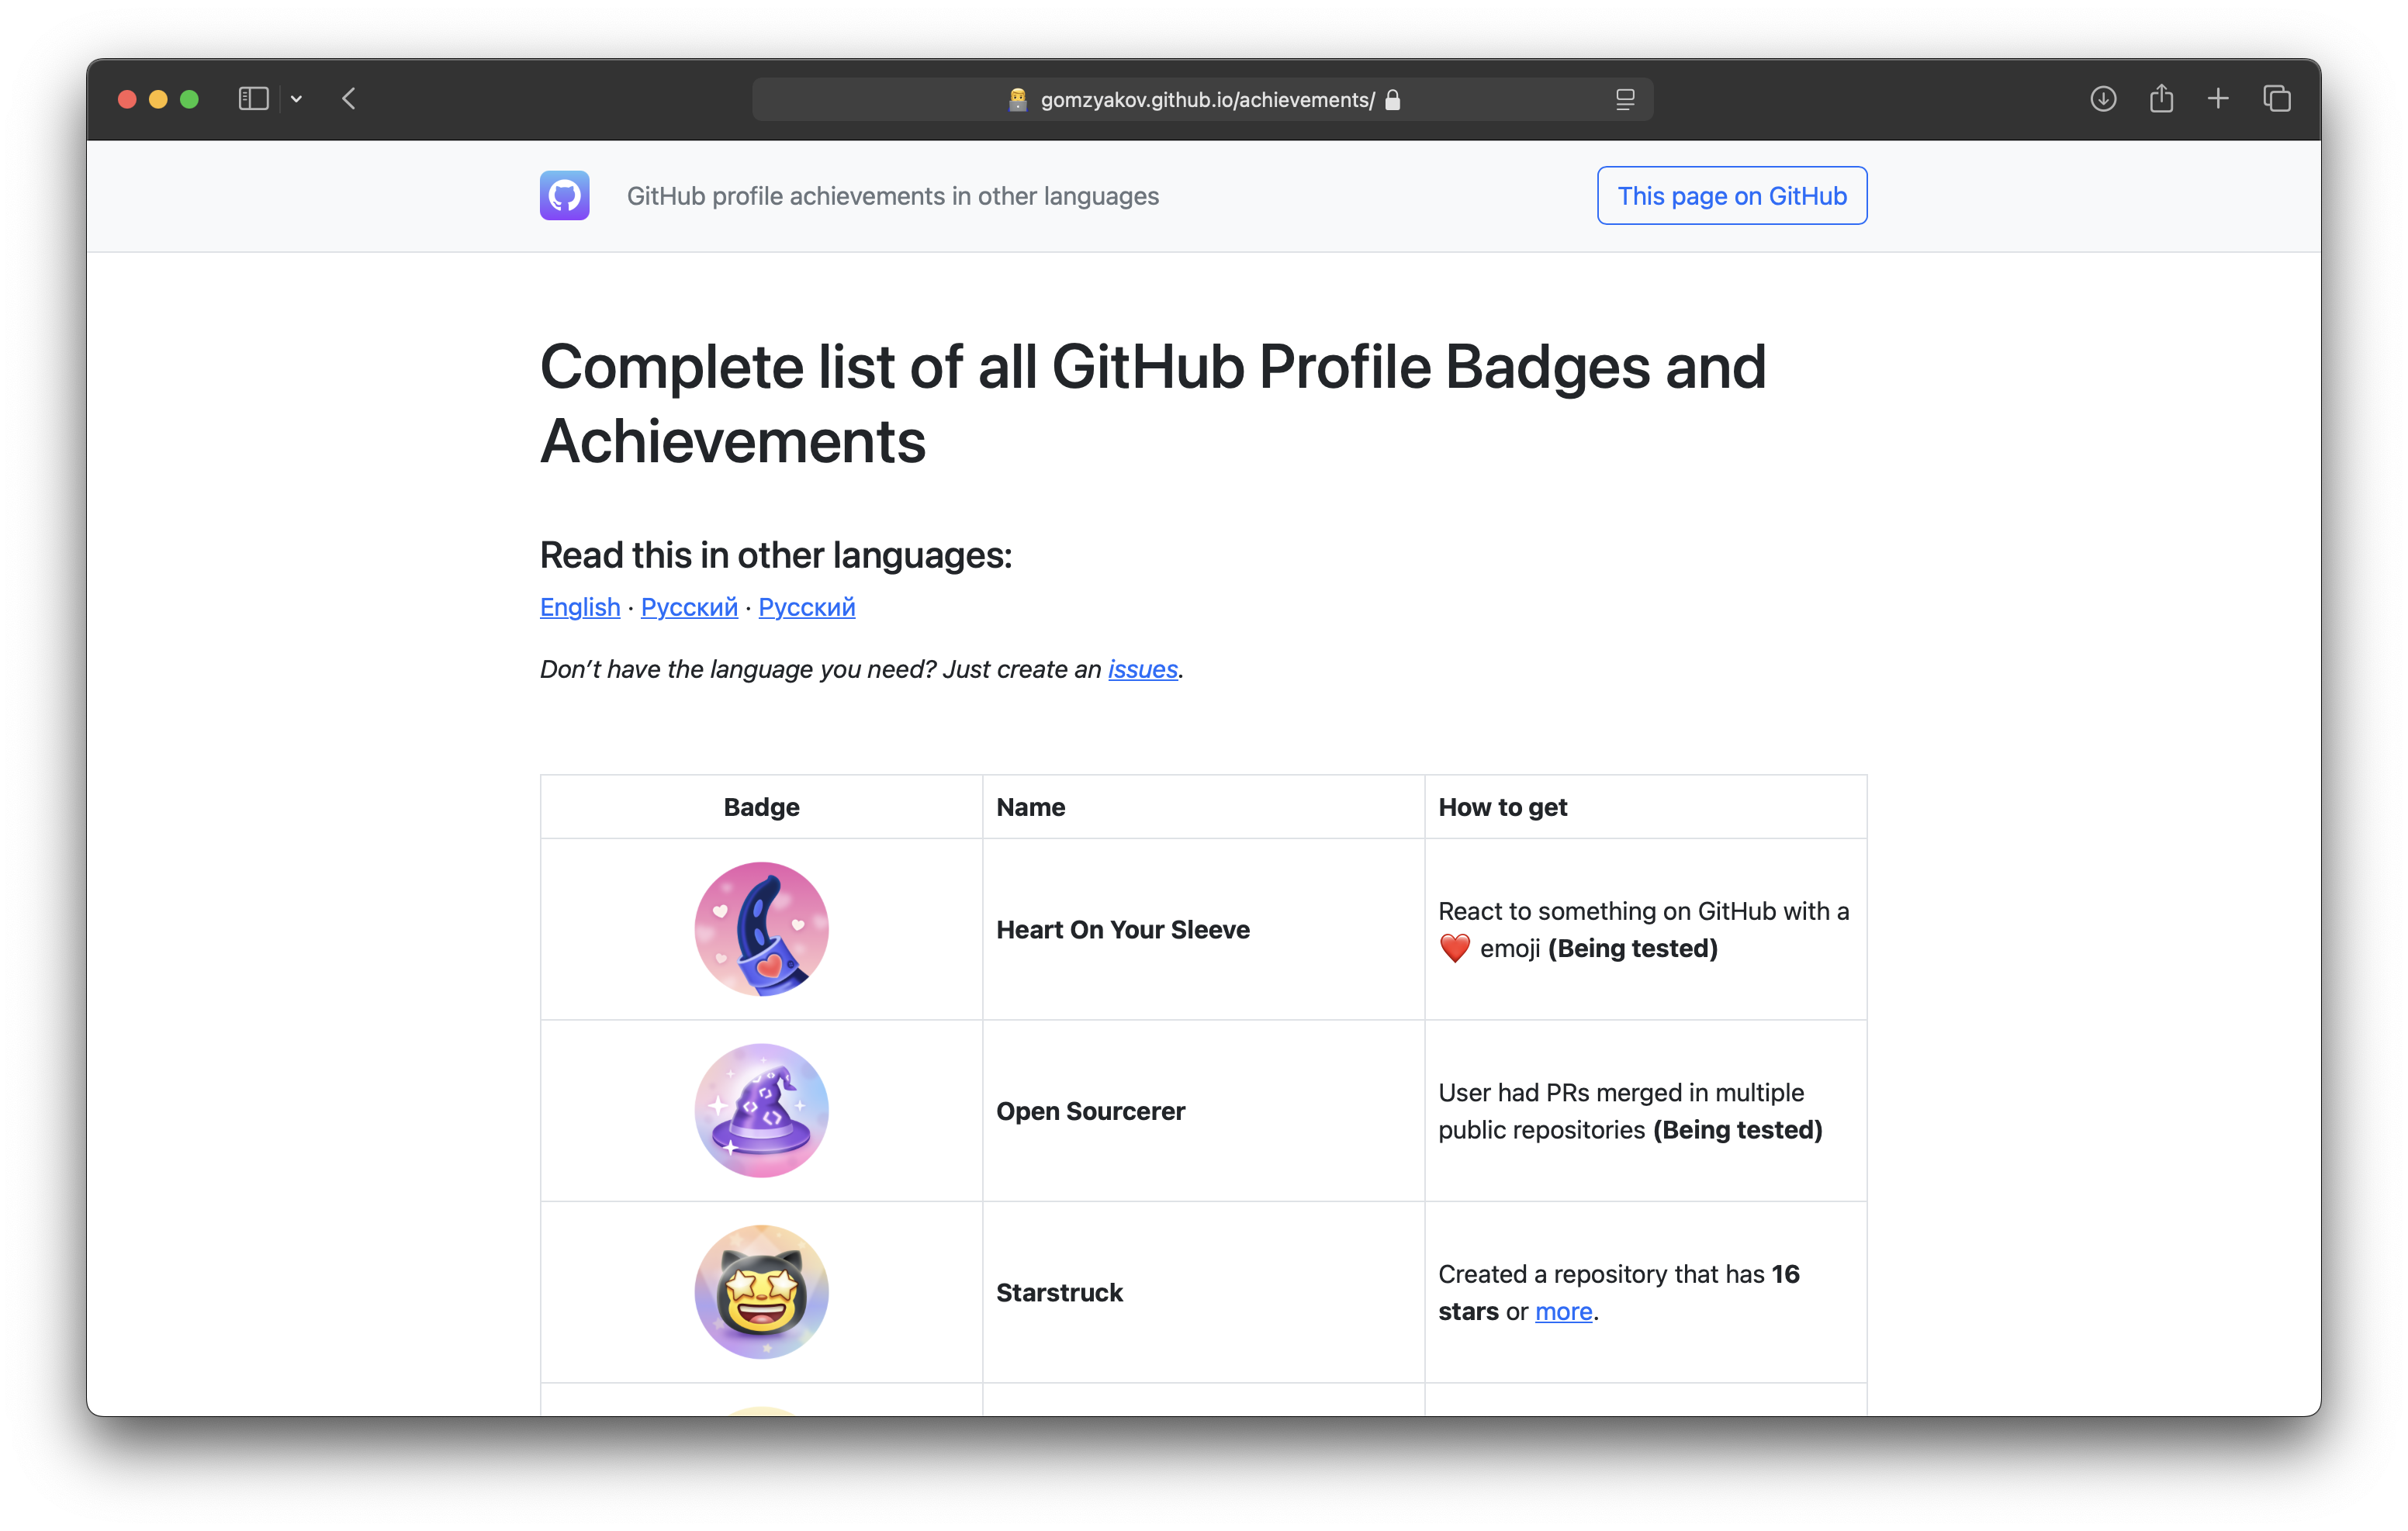 gomzyakov.github.io/achievements/
GitHub profile achievements in other languages
This page on GitHub
Complete list of all GitHub Profile Badges and
Achievements
Read this in other languages:
English · Русский · Русский
Don’t have the language you need? Just create an issues.
Badge
Name
How to get
Heart On Your Sleeve
React to something on GitHub with a
❤️ emoji (Being tested)
Open Sourcerer
User had PRs merged in multiple
public repositories (Being tested)
Starstruck
Created a repository that has 16
stars or more.